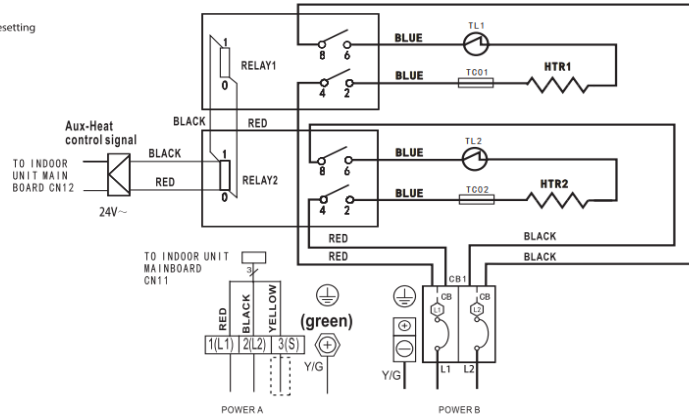 esetting
TL1
BLUE
8 6
1
RELAY1
HTR1
BLUE
TCO1
0
4 2
BLACK
RED
Aux-Heat
control signal
TL2
BLUE
BLACK
1
8 6
TO INDOOR
UNIT MAIN
BOARD CN12
RELAY2
HTR2
RED
BLUE
TCO2
0
4 2
24V~
RED
BLACK
TO INDOOR UNIT
MAINBOARD
CN11
RED
BLACK
3
CB1
CB
CB
RED
BLACK
YELLOW
(green)
L1
L2
1(L1)
2(L2)
3(S)
Y/G
Y/G
L1
L2
POWER A
POWER B